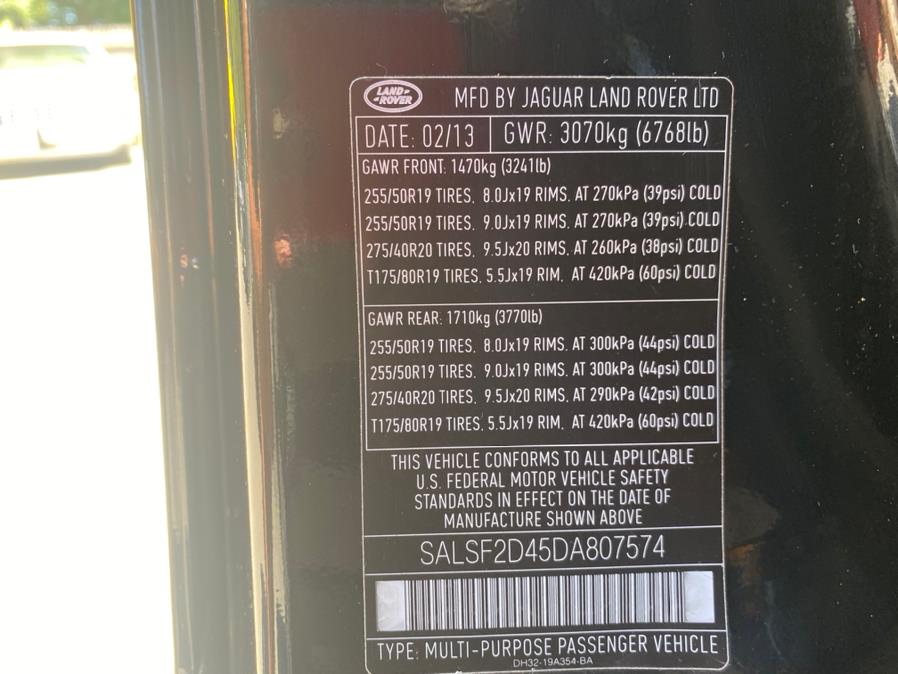 LAND
ROVER
MFD BY JAGUAR LAND ROVER LTD
DATE: 02/13 GWR: 3070kg (6768lb)
GAWR FRONT: 1470kg (3241lb)
255/50R19 TIRES. 8.0Jx19 RIMS. AT 270kPa (39psi) COLD
255/50R19 TIRES. 9.0Jx19 RIMS. AT 270kPa (39psi) COLD
275/40R20 TIRES. 9.5Jx20 RIMS. AT 260kPa (38psi) COLD
T175/80R19 TIRES. 5.5Jx19 RIM. AT 420kPa (60psi) COLD
GAWR REAR: 1710kg (3770lb)
255/50R19 TIRES. 8.0Jx19 RIMS. AT 300kPa (44psi) COLD
255/50R19 TIRES. 9.0Jx19 RIMS. AT 300kPa (44psi) COLD
275/40R20 TIRES. 9.5Jx20 RIMS. AT 290kPa (42psi) COLD
T175/80R19 TIRES. 5.5Jx19 RIM. AT 420kPa (60psi) COLD
THIS VEHICLE CONFORMS TO ALL APPLICABLE
U.S. FEDERAL MOTOR VEHICLE SAFETY
STANDARDS IN EFFECT ON THE DATE OF
MANUFACTURE SHOWN ABOVE
SALSF2D45DA807574
TYPE: MULTI-PURPOSE PASSENGER VEHICLE
DH32-19A354-BA